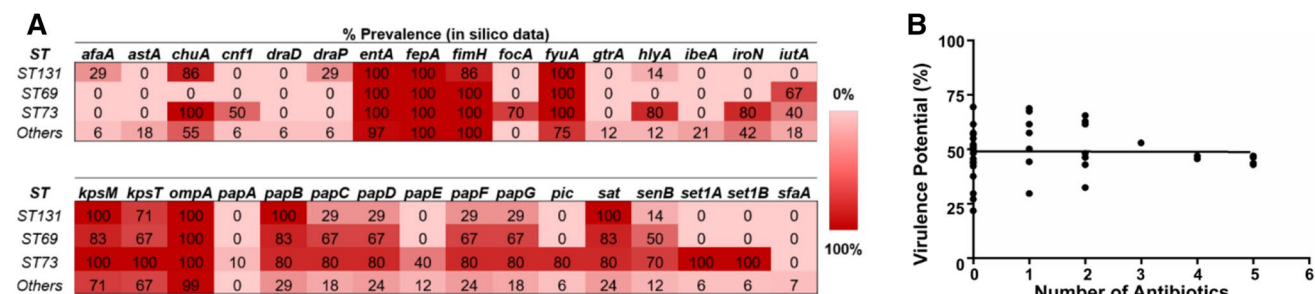 A
% Prevalence (in silico data)
ST afaA astA chuA cnf1 draD draP entA fepA fimH focA fyuA gtrA hlyA ibeA iroN iutA
ST131 29 0 86 0 0 29 100 100 86 0 100 0 14 0 0 0
ST69 0 0 0 0 0 0 100 100 100 0 100 0 0 0 0 67
ST73 0 0 100 50 0 0 100 100 100 70 100 0 80 0 80 40
Others 6 18 55 6 6 6 97 100 100 0 75 12 12 21 42 18
0%
100%
ST kpsM kpsT ompA papA papB papC papD papE papF papG pic sat senB set1A set1B sfaA
ST131 100 71 100 0 100 29 29 0 29 29 0 100 14 0 0 0
ST69 83 67 100 0 83 67 67 0 67 67 0 83 50 0 0 0
ST73 100 100 100 10 80 80 80 40 80 80 80 80 70 100 100 0
Others 71 67 99 0 29 18 24 12 24 18 6 24 12 6 6 7
B
Virulence Potential (%)
100
75
50
25
0
0 1 2 3 4 5 6
Number of Antibiotics